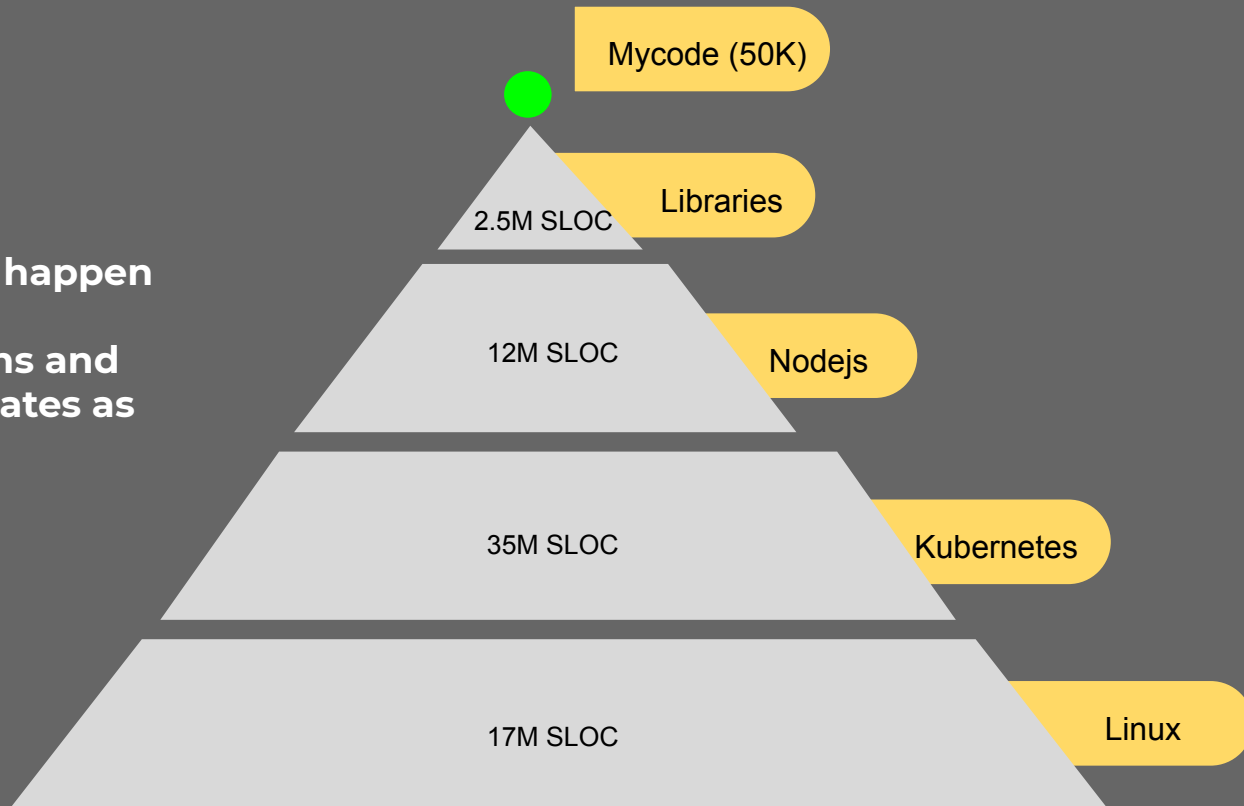 Mycode (50K)
Libraries
2.5M SLOC
happen
ns and
ates as
12M SLOC
Nodejs
35M SLOC
Kubernetes
17M SLOC
Linux